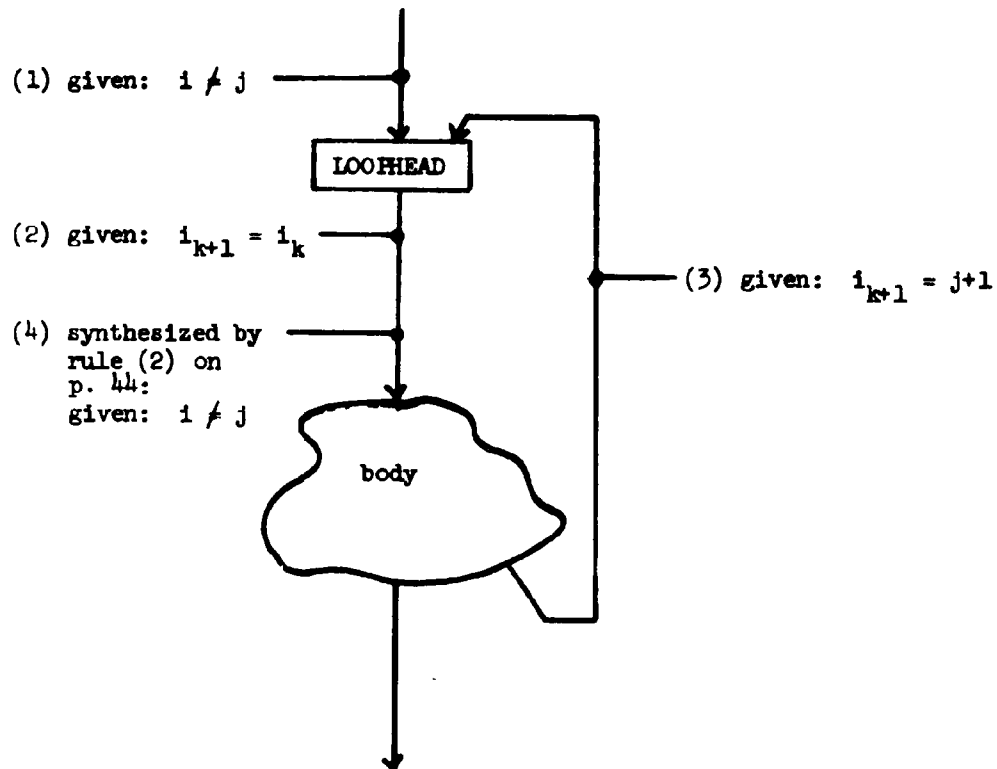 (1) given: i ≠ j
LOOPHEAD
(2) given: i_{k+1} = i_k
(3) given: i_{k+1} = j+1
(4) synthesized by
rule (2) on
p. 44:
given: i ≠ j
body